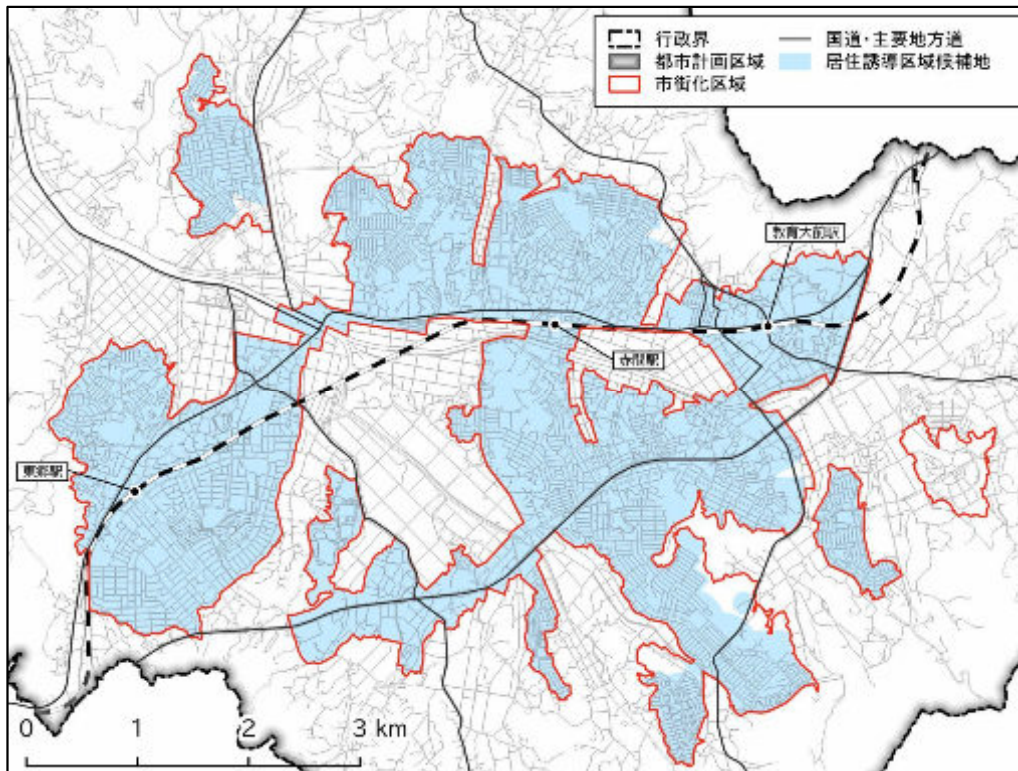 行政界
都市計画区域
市街化区域
国道・主要地方道
居住誘導区域候補地
教育大前駅
赤間駅
東郷駅
0 1 2 3 km